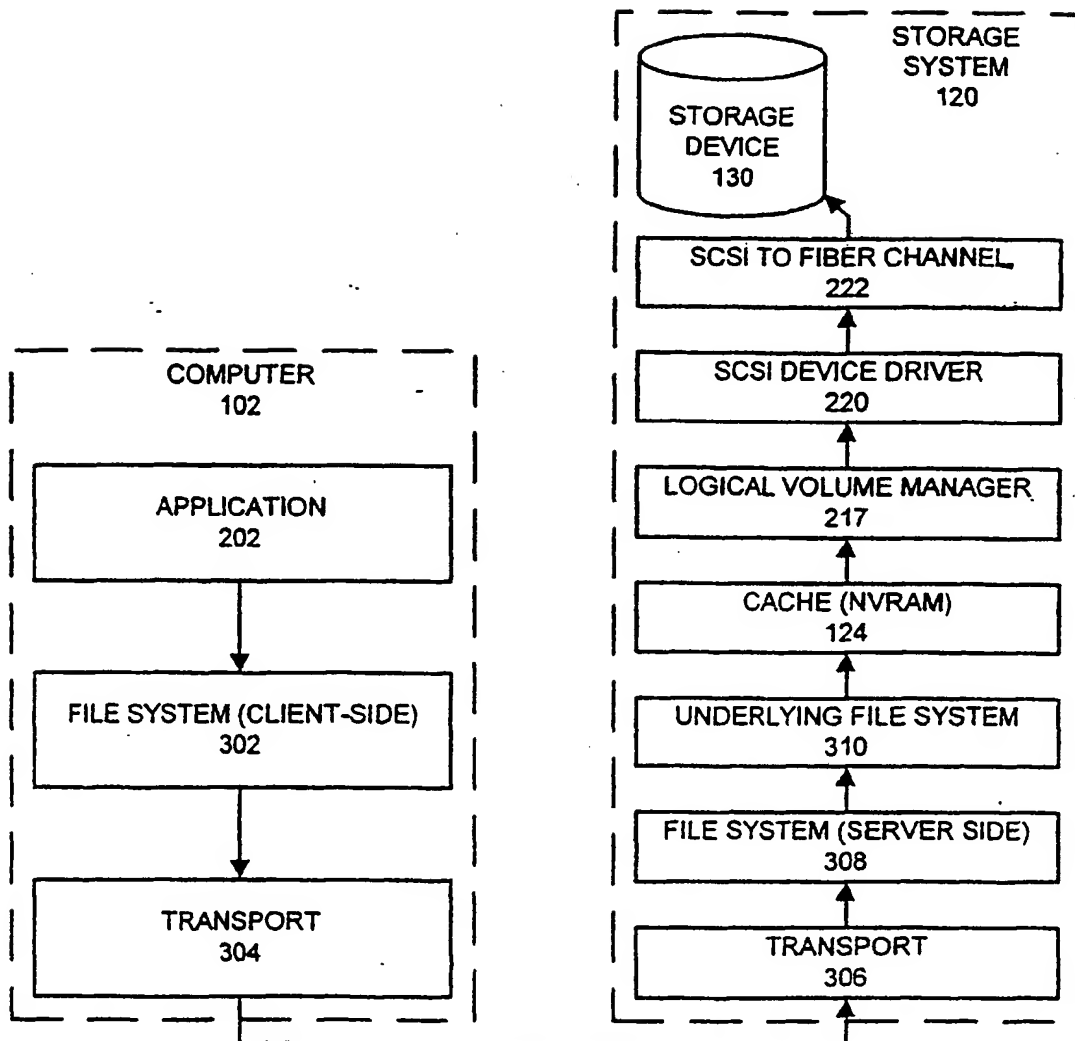 COMPUTER
102
APPLICATION
202
FILE SYSTEM (CLIENT-SIDE)
302
TRANSPORT
304
STORAGE
SYSTEM
120
STORAGE
DEVICE
130
SCSI TO FIBER CHANNEL
222
SCSI DEVICE DRIVER
220
LOGICAL VOLUME MANAGER
217
CACHE (NVRAM)
124
UNDERLYING FILE SYSTEM
310
FILE SYSTEM (SERVER SIDE)
308
TRANSPORT
306